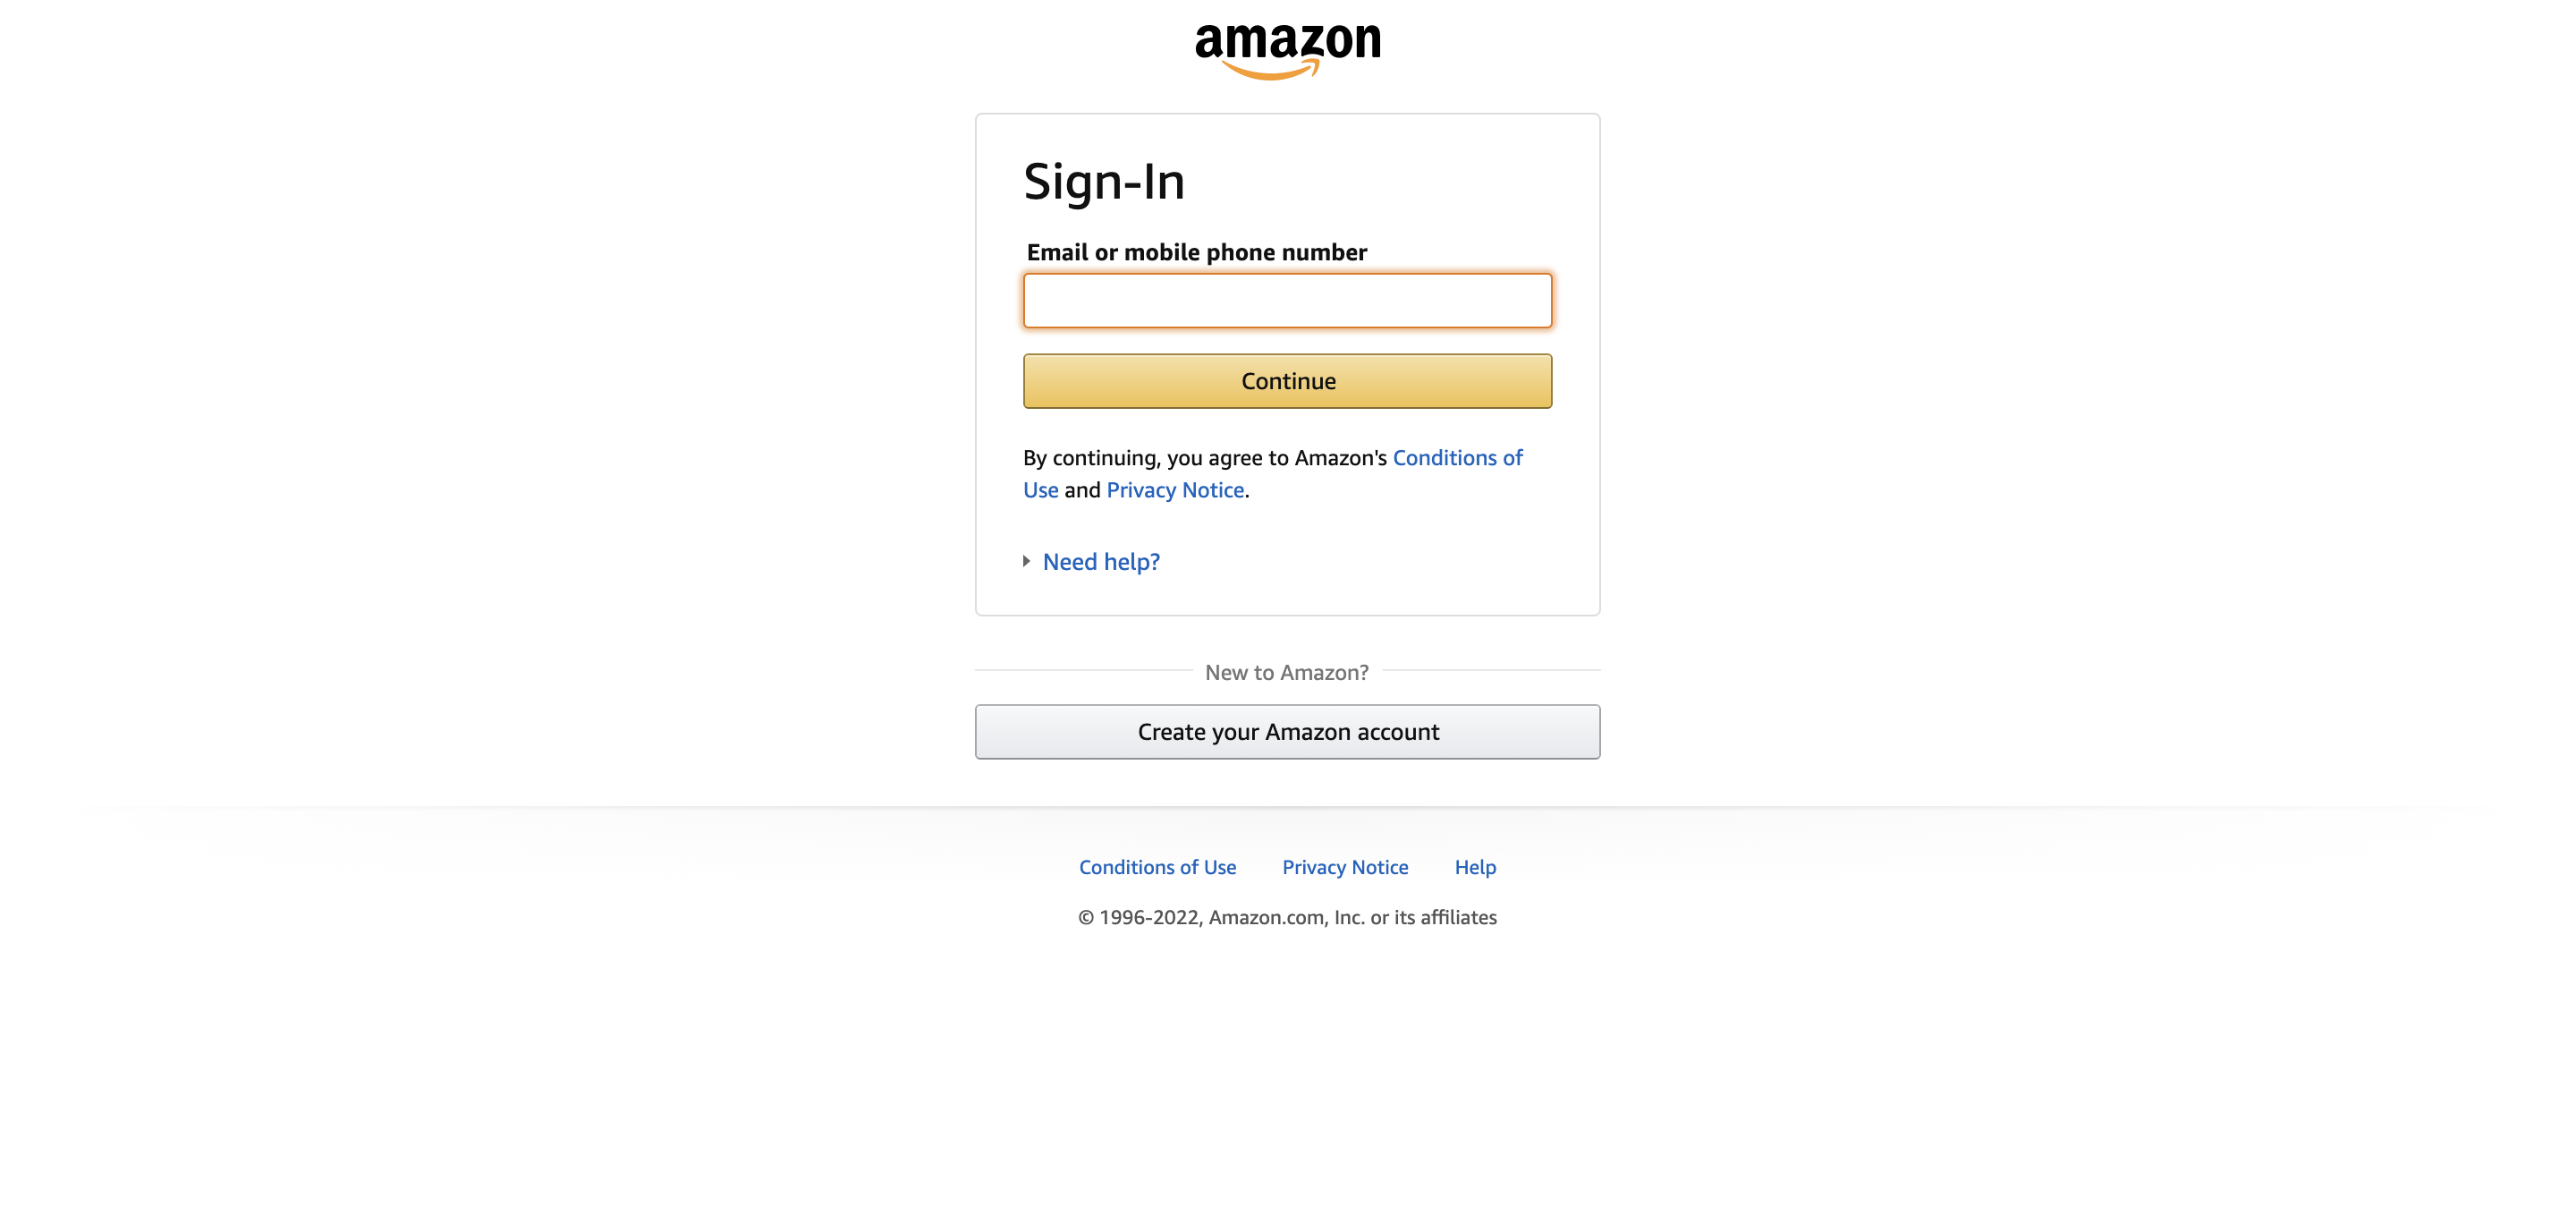 amazon
Sign-In
Email or mobile phone number
Continue
By continuing, you agree to Amazon's Conditions of
Use and Privacy Notice.
Need help?
New to Amazon?
Create your Amazon account
Conditions of Use Privacy Notice Help
© 1996-2022, Amazon.com, Inc. or its affiliates